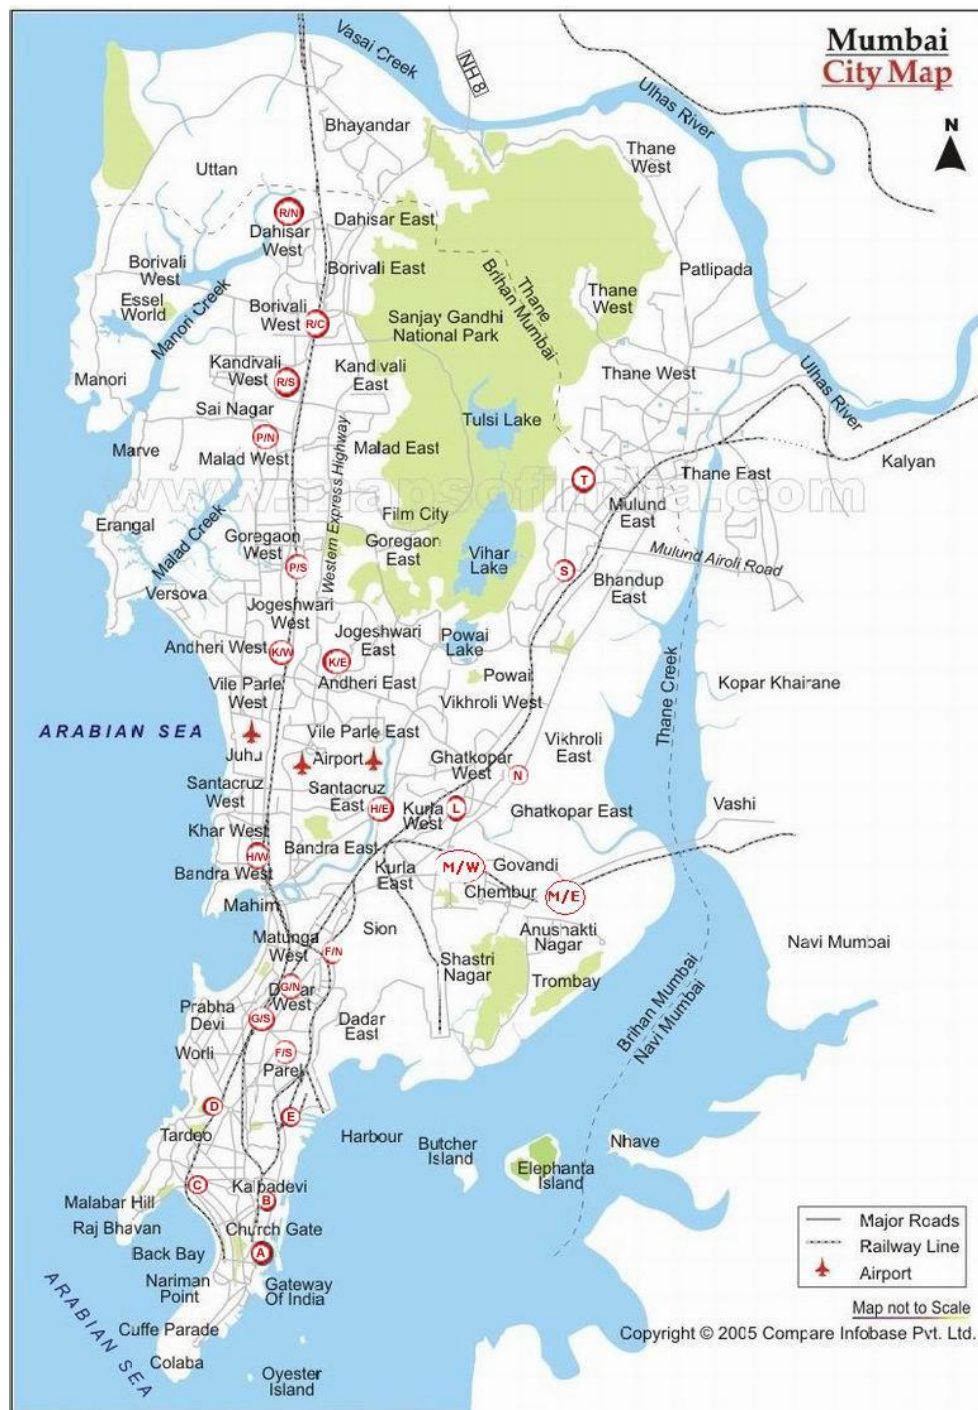 Mumbai
City Map
Vasai Creek
NH 8
Ulhas River
N
Bhayandar
Thane
West
Uttan
R/N
Dahisar East
Dahisar
West
Borivali
West
Borivali East
Patlipada
Thane
Brihan Mumbai
Essel
World
Manori Creek
Borivali
West
R/C
Sanjay Gandhi
National Park
Thane
West
Manori
Kandivali
West
R/S
Kandivali
East
Thane West
Ulhas River
Sai Nagar
Tulsi Lake
P/N
Marve
Malad West
Western Express Highway
Malad East
Kalyan
Thane East
T
www.mapsofindia.com
Erangal
Malad Creek
Film City
Mulund
East
Goregaon
West
Goregaon
East
Vihar
Lake
Mulund Airoli Road
P/S
S
Versova
Bhandup
East
Jogeshwari
West
Jogeshwari
East
Powai
Lake
Andheri West
K/W
K/E
Andheri East
Powai
Vile Parle
West
Vikhroli West
Thane Creek
Kopar Khairane
ARABIAN SEA
Vile Parle East
Vikhroli
East
Juhu
Airport
Ghatkopar
West
N
Santacruz
West
Santacruz
East
H/E
Kurla
West
L
Ghatkopar East
Vashi
Khar West
H/W
Bandra East
Bandra West
Kurla
East
M/W
Govandi
Chembur
M/E
Mahim
Sion
Anushakti
Nagar
Matunga
West
F/N
Shastri
Nagar
Navi Mumbai
Trombay
G/N
West
Prabha
Devi
G/S
Dadar
East
Brihan Mumbai
Navi Mumbai
Worli
F/S
Parel
D
E
Tardeo
Harbour
Butcher
Island
Nhave
Elephanta
Island
C
Kalbadevi
B
Malabar Hill
Raj Bhavan
Church Gate
Back Bay
A
Nariman
Point
Gateway
Of India
ARABIAN SEA
Cuffe Parade
Colaba
Oyester
Island
Major Roads
Railway Line
Airport
Map not to Scale
Copyright © 2005 Compare Infobase Pvt. Ltd.